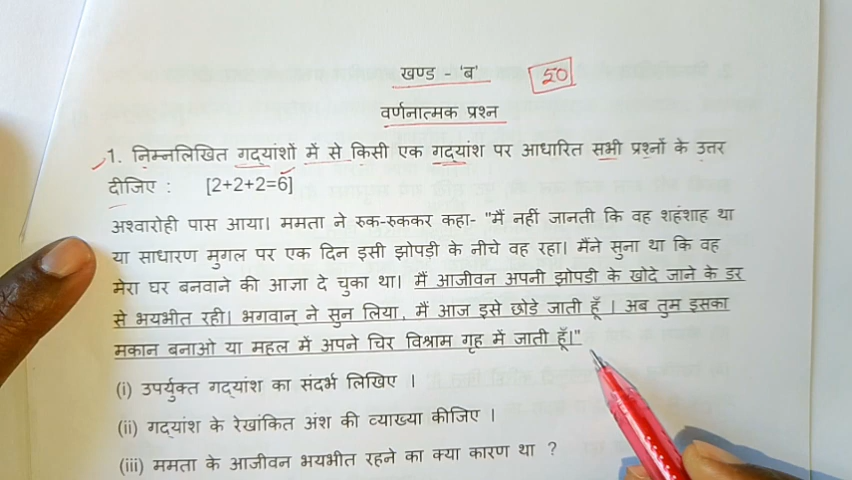 खण्ड - 'ब'
50
वर्णनात्मक प्रश्न
1. निम्नलिखित गद्यांशों में से किसी एक गद्यांश पर आधारित सभी प्रश्नों के उत्तर
दीजिए : [2+2+2=6]
अश्वारोही पास आया। ममता ने रुक-रुककर कहा- "मैं नहीं जानती कि वह शहंशाह था
या साधारण मुगल पर एक दिन इसी झोपड़ी के नीचे वह रहा। मैंने सुना था कि वह
मेरा घर बनवाने की आज्ञा दे चुका था। मैं आजीवन अपनी झोपडी के खोदे जाने के डर
से भयभीत रही। भगवान् ने सुन लिया, मैं आज इसे छोडे जाती हूँ । अब तुम इसका
मकान बनाओ या महल में अपने चिर विश्राम गृह में जाती हूँ।"
(i) उपर्युक्त गद्यांश का संदर्भ लिखिए ।
(ii) गद्यांश के रेखांकित अंश की व्याख्या कीजिए ।
(iii) ममता के आजीवन भयभीत रहने का क्या कारण था ?